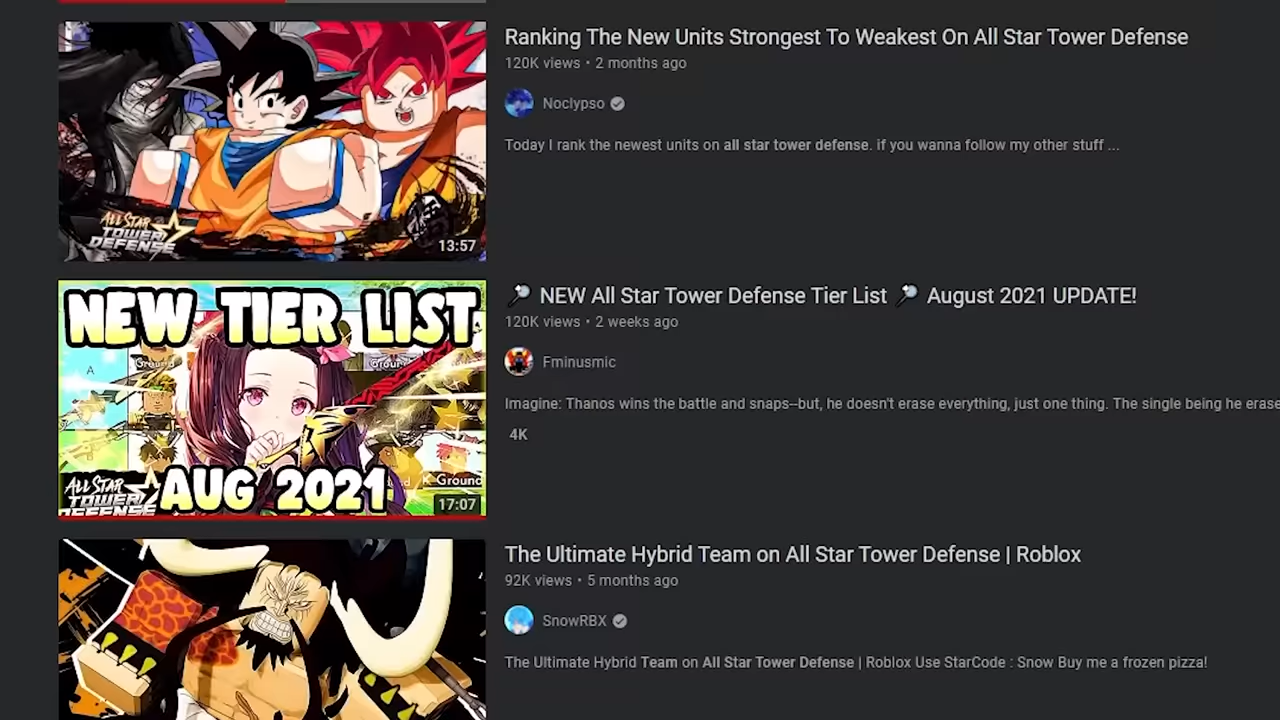 Ranking The New Units Strongest To Weakest On All Star Tower Defense
120K views • 2 months ago
Noclypso
Today I rank the newest units on all star tower defense. if you wanna follow my other stuff ...
ALL STAR
TOWER
DEFENSE
13:57
NEW TIER LIST
A
Ground
AUG 2021
ALL STAR
TOWER
DEFENSE
K Ground
17:07
🔎 NEW All Star Tower Defense Tier List 🔎 August 2021 UPDATE!
120K views • 2 weeks ago
Fminusmic
Imagine: Thanos wins the battle and snaps--but, he doesn't erase everything, just one thing. The single being he erase
4K
The Ultimate Hybrid Team on All Star Tower Defense | Roblox
92K views • 5 months ago
SnowRBX
The Ultimate Hybrid Team on All Star Tower Defense | Roblox Use StarCode : Snow Buy me a frozen pizza!